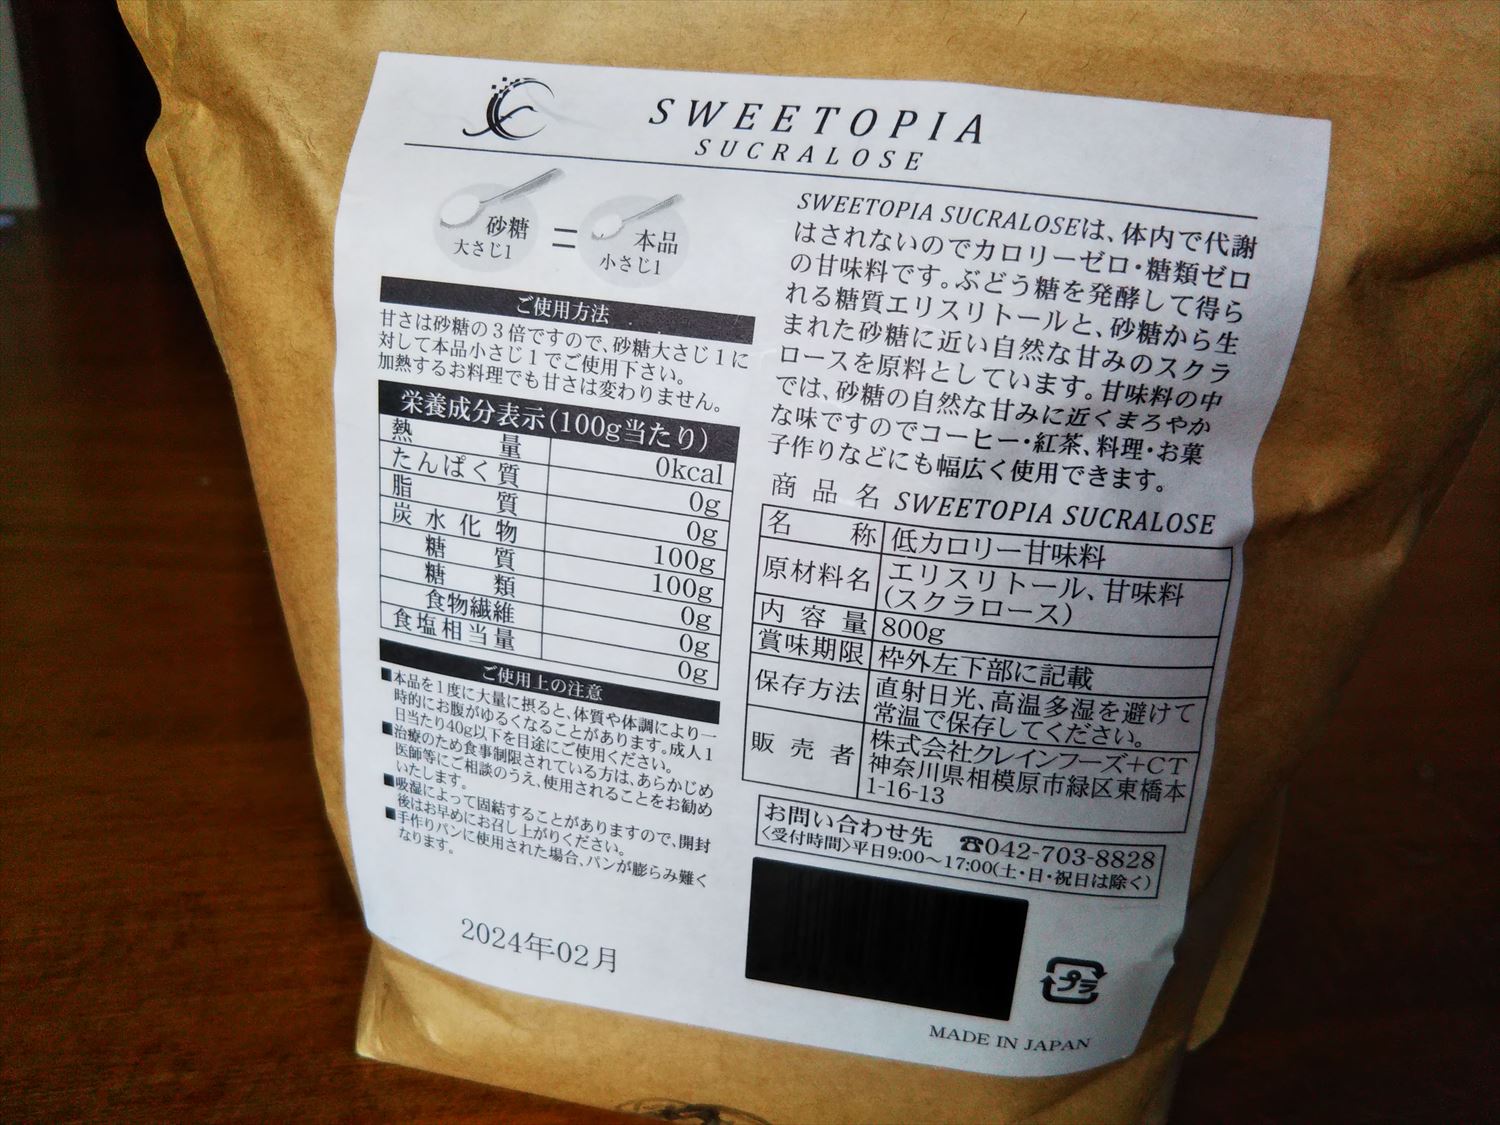 SWEETOPIA
SUCRALOSE
砂糖
大さじ1
=
本品
小さじ1
ご使用方法
甘さは砂糖の3倍ですので、砂糖大さじ1に
対して本品小さじ1でご使用下さい。
加熱するお料理でも甘さは変わりません。
栄養成分表示(100g当たり)
熱量 0kcal
たんぱく質 0g
脂質 0g
炭水化物 100g
糖質 100g
糖類 0g
食物繊維 0g
食塩相当量 0g
ご使用上の注意
■本品を1度に大量に摂ると、体質や体調により一
時的にお腹がゆるくなることがあります。成人1
日当たり40g以下を目途にご使用ください。
■治療のため食事制限されている方は、あらかじめ
医師等にご相談のうえ、使用されることをお勧め
いたします。
■吸湿によって固結することがありますので、開封
後はお早めにお召し上がりください。
■手作りパンに使用された場合、パンが膨らみ難く
なります。
2024年02月
SWEETOPIA SUCRALOSEは、体内で代謝
はされないのでカロリーゼロ・糖類ゼロ
の甘味料です。ぶどう糖を発酵して得ら
れる糖質エリスリトールと、砂糖から生
まれた砂糖に近い自然な甘みのスクラ
ロースを原料としています。甘味料の中
では、砂糖の自然な甘みに近くまろやか
な味ですのでコーヒー・紅茶、料理・お菓
子作りなどにも幅広く使用できます。
商品名 SWEETOPIA SUCRALOSE
名称 低カロリー甘味料
原材料名 エリスリトール、甘味料
(スクラロース)
内容量 800g
賞味期限 枠外左下部に記載
保存方法 直射日光、高温多湿を避けて
常温で保存してください。
販売者 株式会社クレインフーズ+CT
神奈川県相模原市緑区東橋本
1-16-13
お問い合わせ先 ☎042-703-8828
〈受付時間〉平日9:00～17:00(土・日・祝日は除く)
プラ
MADE IN JAPAN